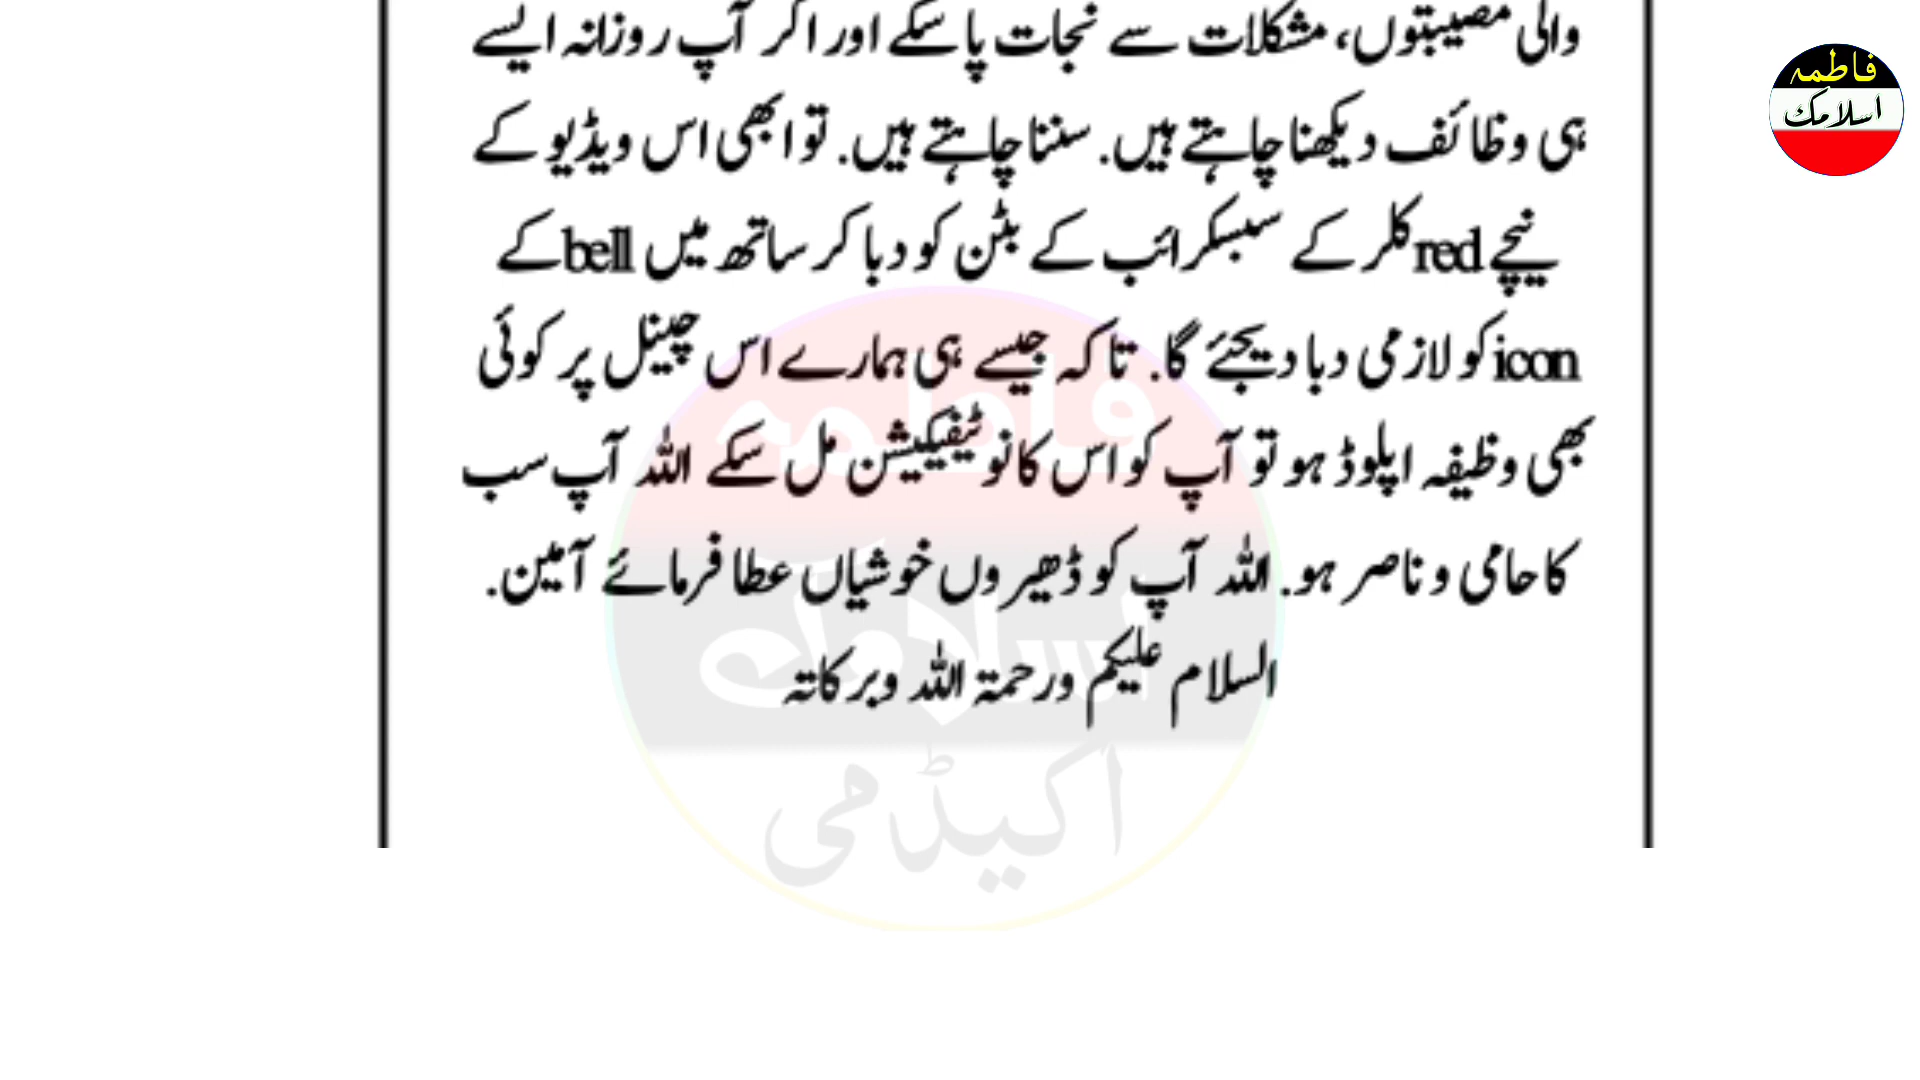 والی مصیبتوں، مشکلات سے نجات پا سکے اور اگر آپ روزانہ ایسے
ہی وظائف دیکھنا چاہتے ہیں. سننا چاہتے ہیں. تو ابھی اس ویڈیو کے
نیچے red کلر کے سبسکرائب کے بٹن کو دبا کر ساتھ میں bell کے
icon کو لازمی دبا دیجئے گا. تاکہ جیسے ہی ہمارے اس چینل پر کوئی
بھی وظیفہ اپلوڈ ہو تو آپ کو اس کا نوٹیفیکیشن مل سکے اللہ آپ سب
کا حامی و ناصر ہو. اللہ آپ کو ڈھیروں خوشیاں عطا فرمائے آمین.
السلام علیکم ورحمۃ اللہ وبرکاتہ
فاطمہ
اسلامک
اکیڈمی
فاطمہ
اسلامک